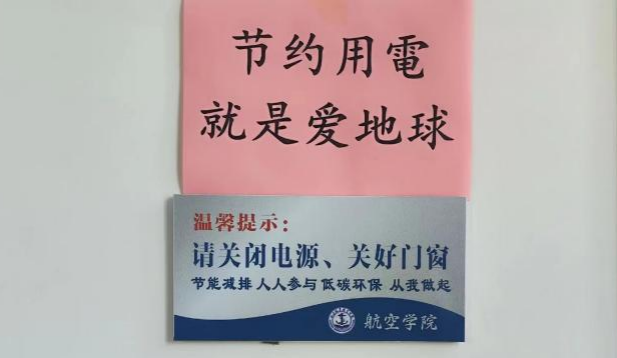 节约用電
就是爱地球
温馨提示：
请关闭电源、关好门窗
节能减排 人人参与 低碳环保 从我做起
航空学院